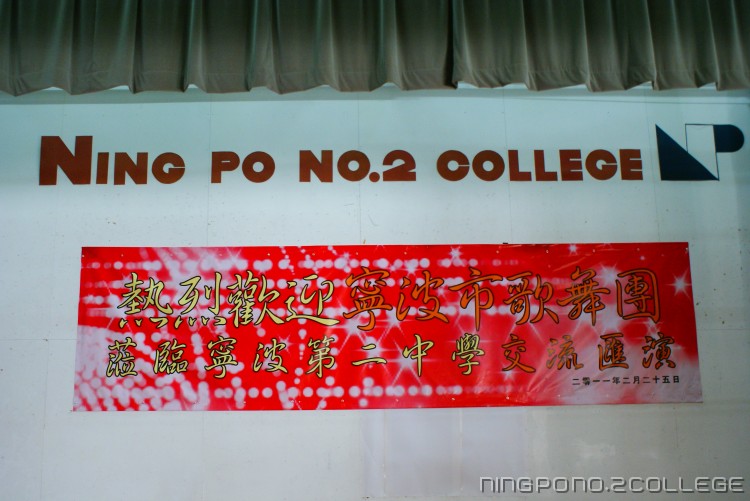 NING PO NO.2 COLLEGE
熱烈歡迎寧波市歌舞團
蒞臨寧波第二中學交流匯演
二零一一年二月二十五日
NINGPONO.2COLLEGE